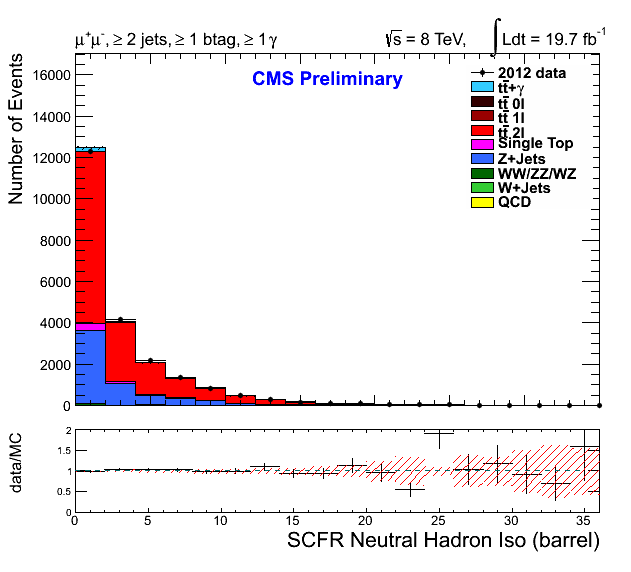 μ⁺μ⁻, ≥ 2 jets, ≥ 1 btag, ≥ 1 γ
√s = 8 TeV, ∫ Ldt = 19.7 fb⁻¹
CMS Preliminary
2012 data
tt̄+γ
tt̄ 0l
tt̄ 1l
tt̄ 2l
Single Top
Z+Jets
WW/ZZ/WZ
W+Jets
QCD
Number of Events
16000
14000
12000
10000
8000
6000
4000
2000
0
data/MC
2
1.5
1
0.5
0
0 5 10 15 20 25 30 35
SCFR Neutral Hadron Iso (barrel)